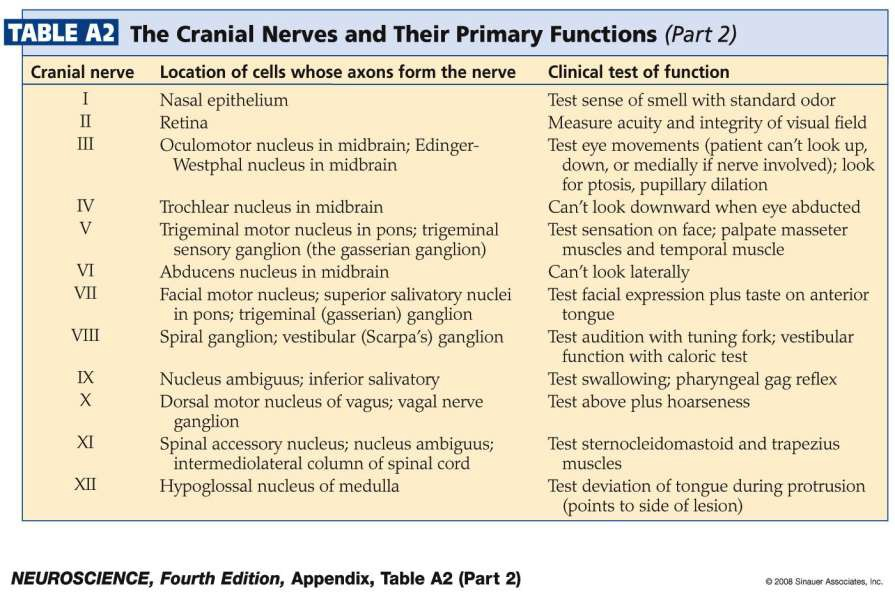 TABLE A2 The Cranial Nerves and Their Primary Functions (Part 2)
Cranial nerve Location of cells whose axons form the nerve Clinical test of function
I Nasal epithelium Test sense of smell with standard odor
II Retina Measure acuity and integrity of visual field
III Oculomotor nucleus in midbrain; Edinger- Test eye movements (patient can't look up,
Westphal nucleus in midbrain down, or medially if nerve involved); look
for ptosis, pupillary dilation
IV Trochlear nucleus in midbrain Can't look downward when eye abducted
V Trigeminal motor nucleus in pons; trigeminal Test sensation on face; palpate masseter
sensory ganglion (the gasserian ganglion) muscles and temporal muscle
VI Abducens nucleus in midbrain Can't look laterally
VII Facial motor nucleus; superior salivatory nuclei Test facial expression plus taste on anterior
in pons; trigeminal (gasserian) ganglion tongue
VIII Spiral ganglion; vestibular (Scarpa's) ganglion Test audition with tuning fork; vestibular
function with caloric test
IX Nucleus ambiguus; inferior salivatory Test swallowing; pharyngeal gag reflex
X Dorsal motor nucleus of vagus; vagal nerve Test above plus hoarseness
ganglion
XI Spinal accessory nucleus; nucleus ambiguus; Test sternocleidomastoid and trapezius
intermediolateral column of spinal cord muscles
XII Hypoglossal nucleus of medulla Test deviation of tongue during protrusion
(points to side of lesion)
NEUROSCIENCE, Fourth Edition, Appendix, Table A2 (Part 2) © 2008 Sinauer Associates, Inc.